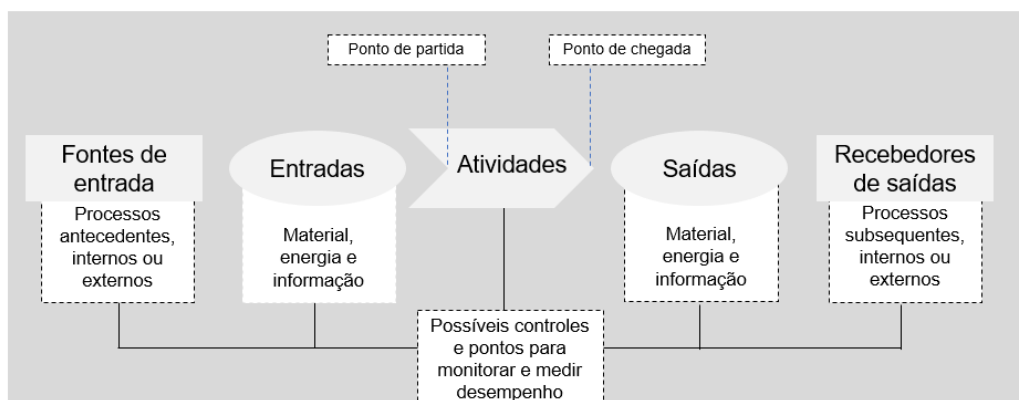 Ponto de partida
Ponto de chegada
Fontes de
entrada
Processos
antecedentes,
internos ou
externos
Entradas
Material,
energia e
informação
Atividades
Saídas
Material,
energia e
informação
Recebedores
de saídas
Processos
subsequentes,
internos ou
externos
Possíveis controles
e pontos para
monitorar e medir
desempenho